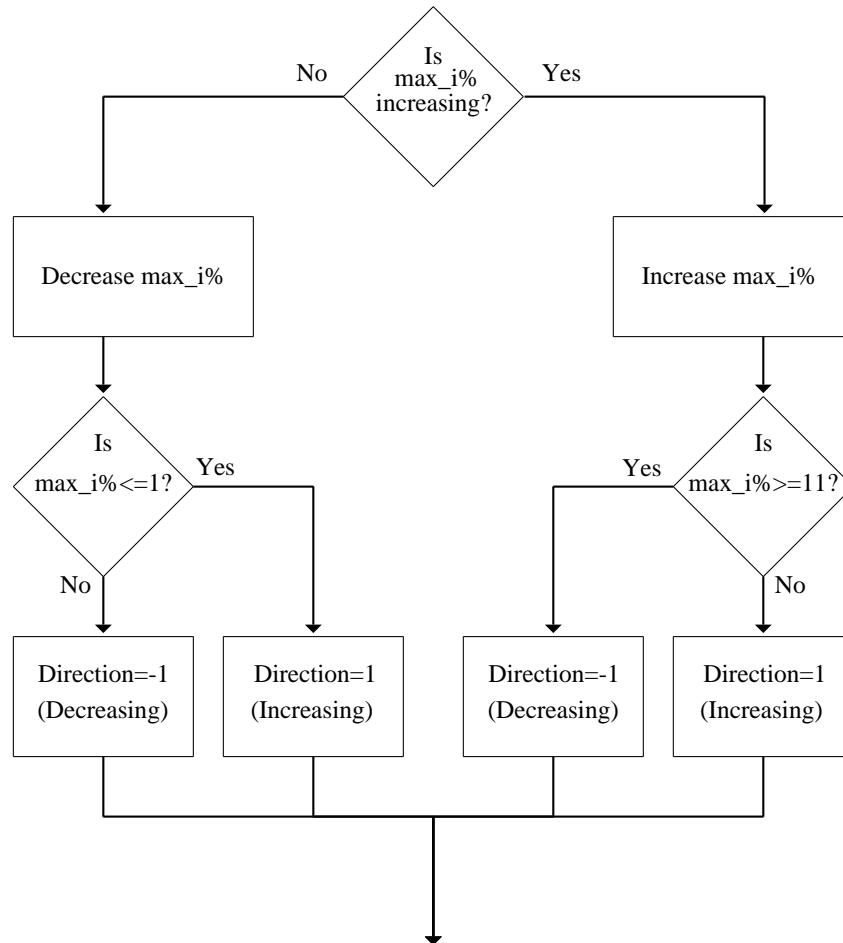 Is
max_i%
increasing?
No
Yes
Decrease max_i%
Increase max_i%
Is
max_i%<=1?
Yes
No
Is
max_i%>=11?
Yes
No
Direction=-1
(Decreasing)
Direction=1
(Increasing)
Direction=-1
(Decreasing)
Direction=1
(Increasing)